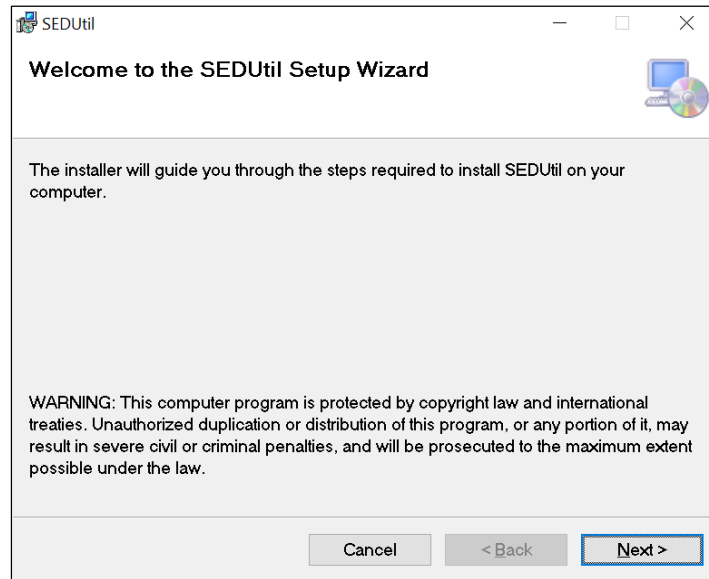 SEDUtil
Welcome to the SEDUtil Setup Wizard
The installer will guide you through the steps required to install SEDUtil on your
computer.
WARNING: This computer program is protected by copyright law and international
treaties. Unauthorized duplication or distribution of this program, or any portion of it, may
result in severe civil or criminal penalties, and will be prosecuted to the maximum extent
possible under the law.
Cancel < Back Next >